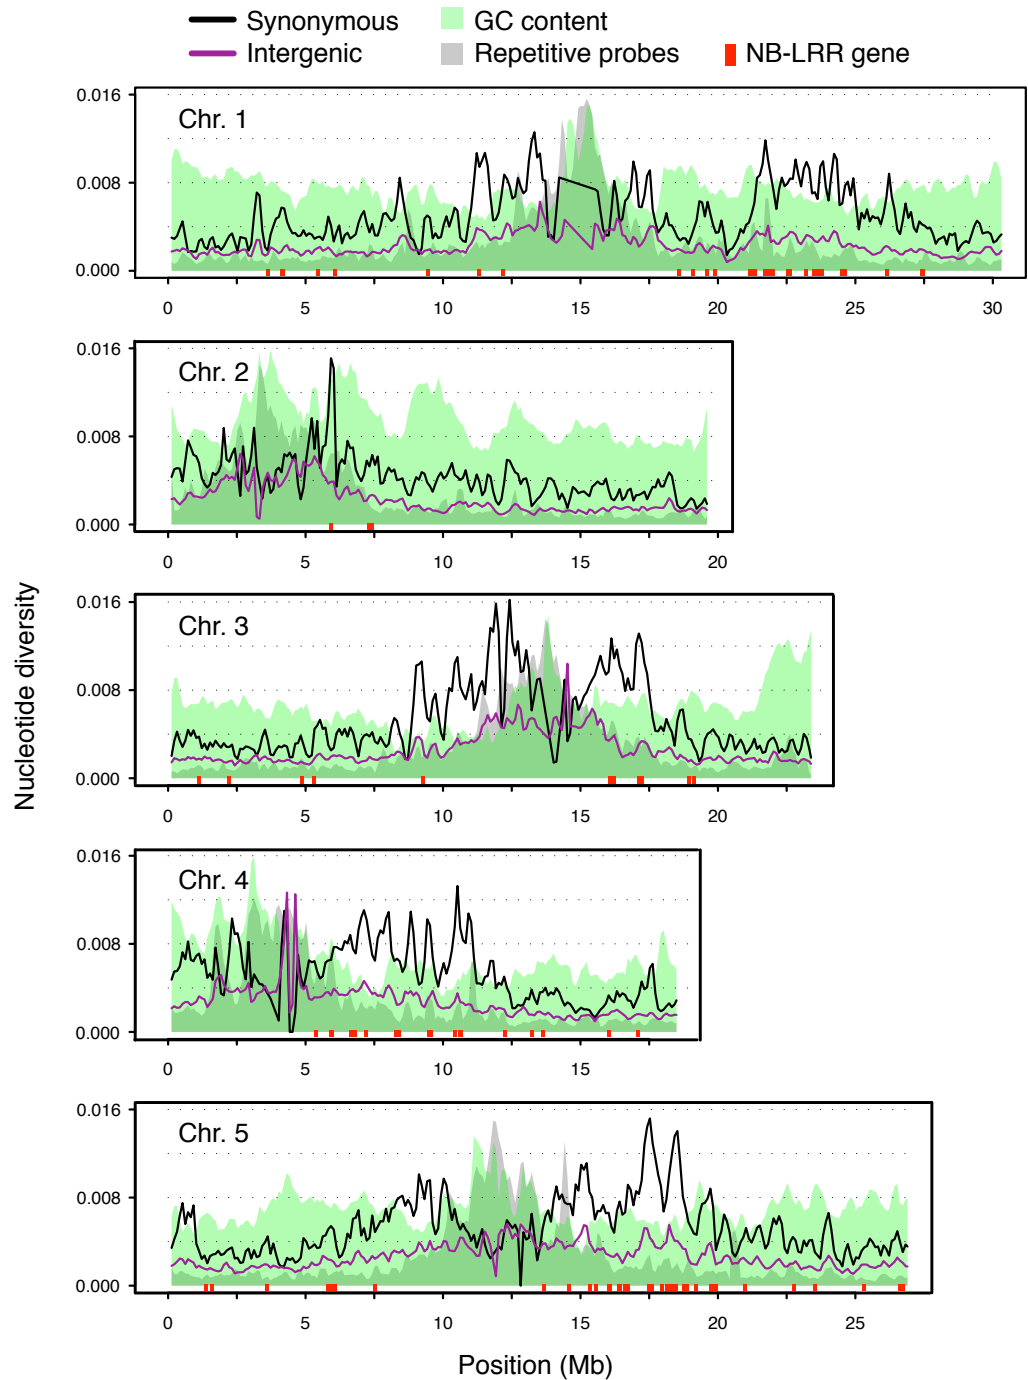 Synonymous GC content
Intergenic Repetitive probes NB-LRR gene
Chr. 1
0.016
0.008
0.000
0 5 10 15 20 25 30
Chr. 2
0.016
0.008
0.000
0 5 10 15 20
Nucleotide diversity
Chr. 3
0.016
0.008
0.000
0 5 10 15 20
Chr. 4
0.016
0.008
0.000
0 5 10 15
Chr. 5
0.016
0.008
0.000
0 5 10 15 20 25
Position (Mb)